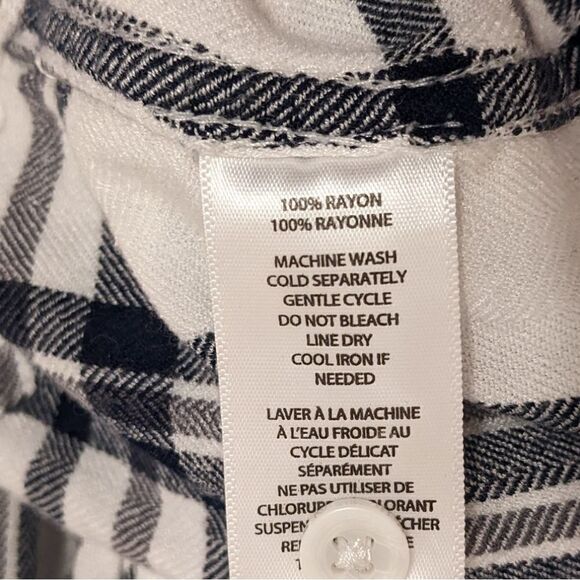 100% RAYON
100% RAYONNE
MACHINE WASH
COLD SEPARATELY
GENTLE CYCLE
DO NOT BLEACH
LINE DRY
COOL IRON IF
NEEDED
LAVER À LA MACHINE
À L'EAU FROIDE AU
CYCLE DÉLICAT
SÉPARÉMENT
NE PAS UTILISER DE